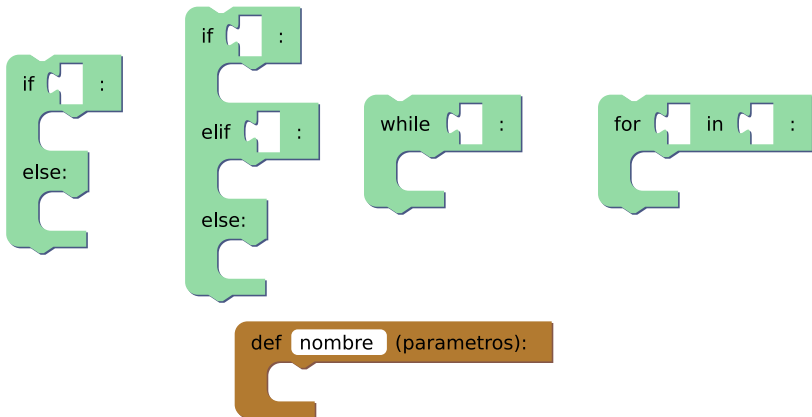 if :
else:
if :
elif :
else:
while :
for in :
def nombre (parametros):